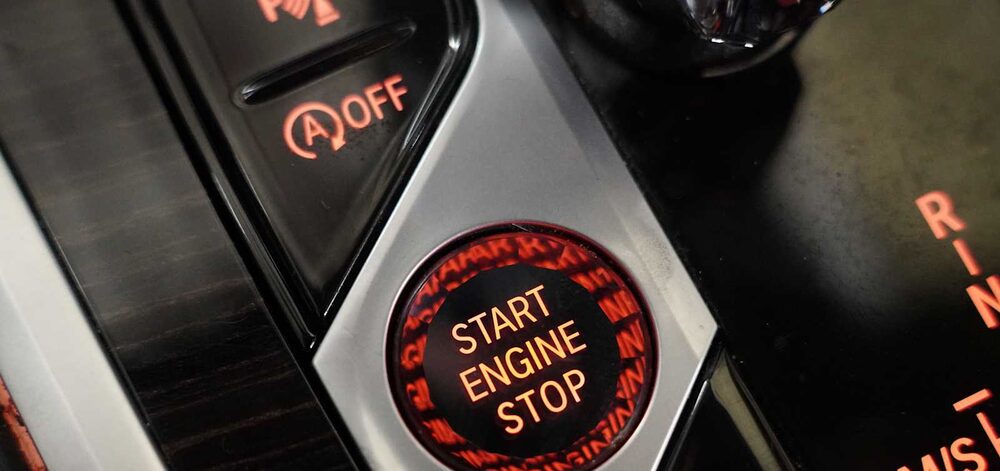 P
A OFF
START
ENGINE
STOP
R
I
N